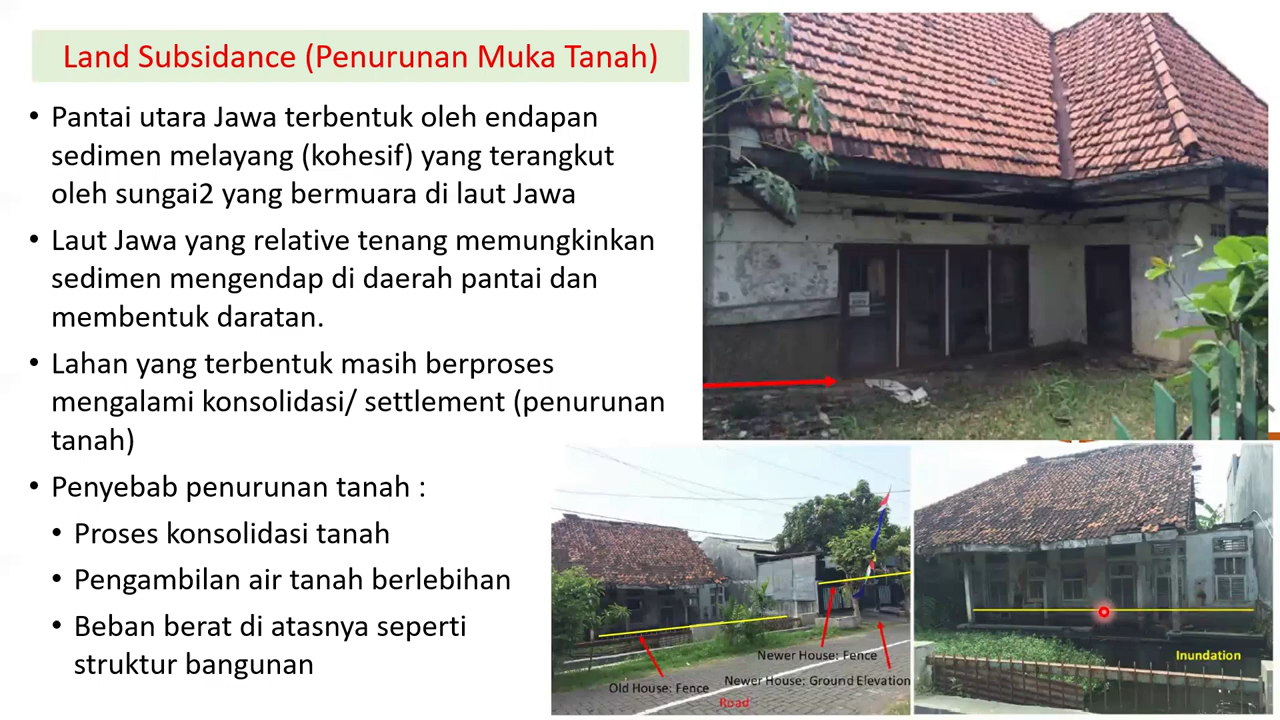 Land Subsidance (Penurunan Muka Tanah)
• Pantai utara Jawa terbentuk oleh endapan
sedimen melayang (kohesif) yang terangkut
oleh sungai2 yang bermuara di laut Jawa
• Laut Jawa yang relative tenang memungkinkan
sedimen mengendap di daerah pantai dan
membentuk daratan.
• Lahan yang terbentuk masih berproses
mengalami konsolidasi/ settlement (penurunan
tanah)
• Penyebab penurunan tanah :
• Proses konsolidasi tanah
• Pengambilan air tanah berlebihan
• Beban berat di atasnya seperti
struktur bangunan
Newer House: Fence
Newer House: Ground Elevation
Old House: Fence
Road
Inundation